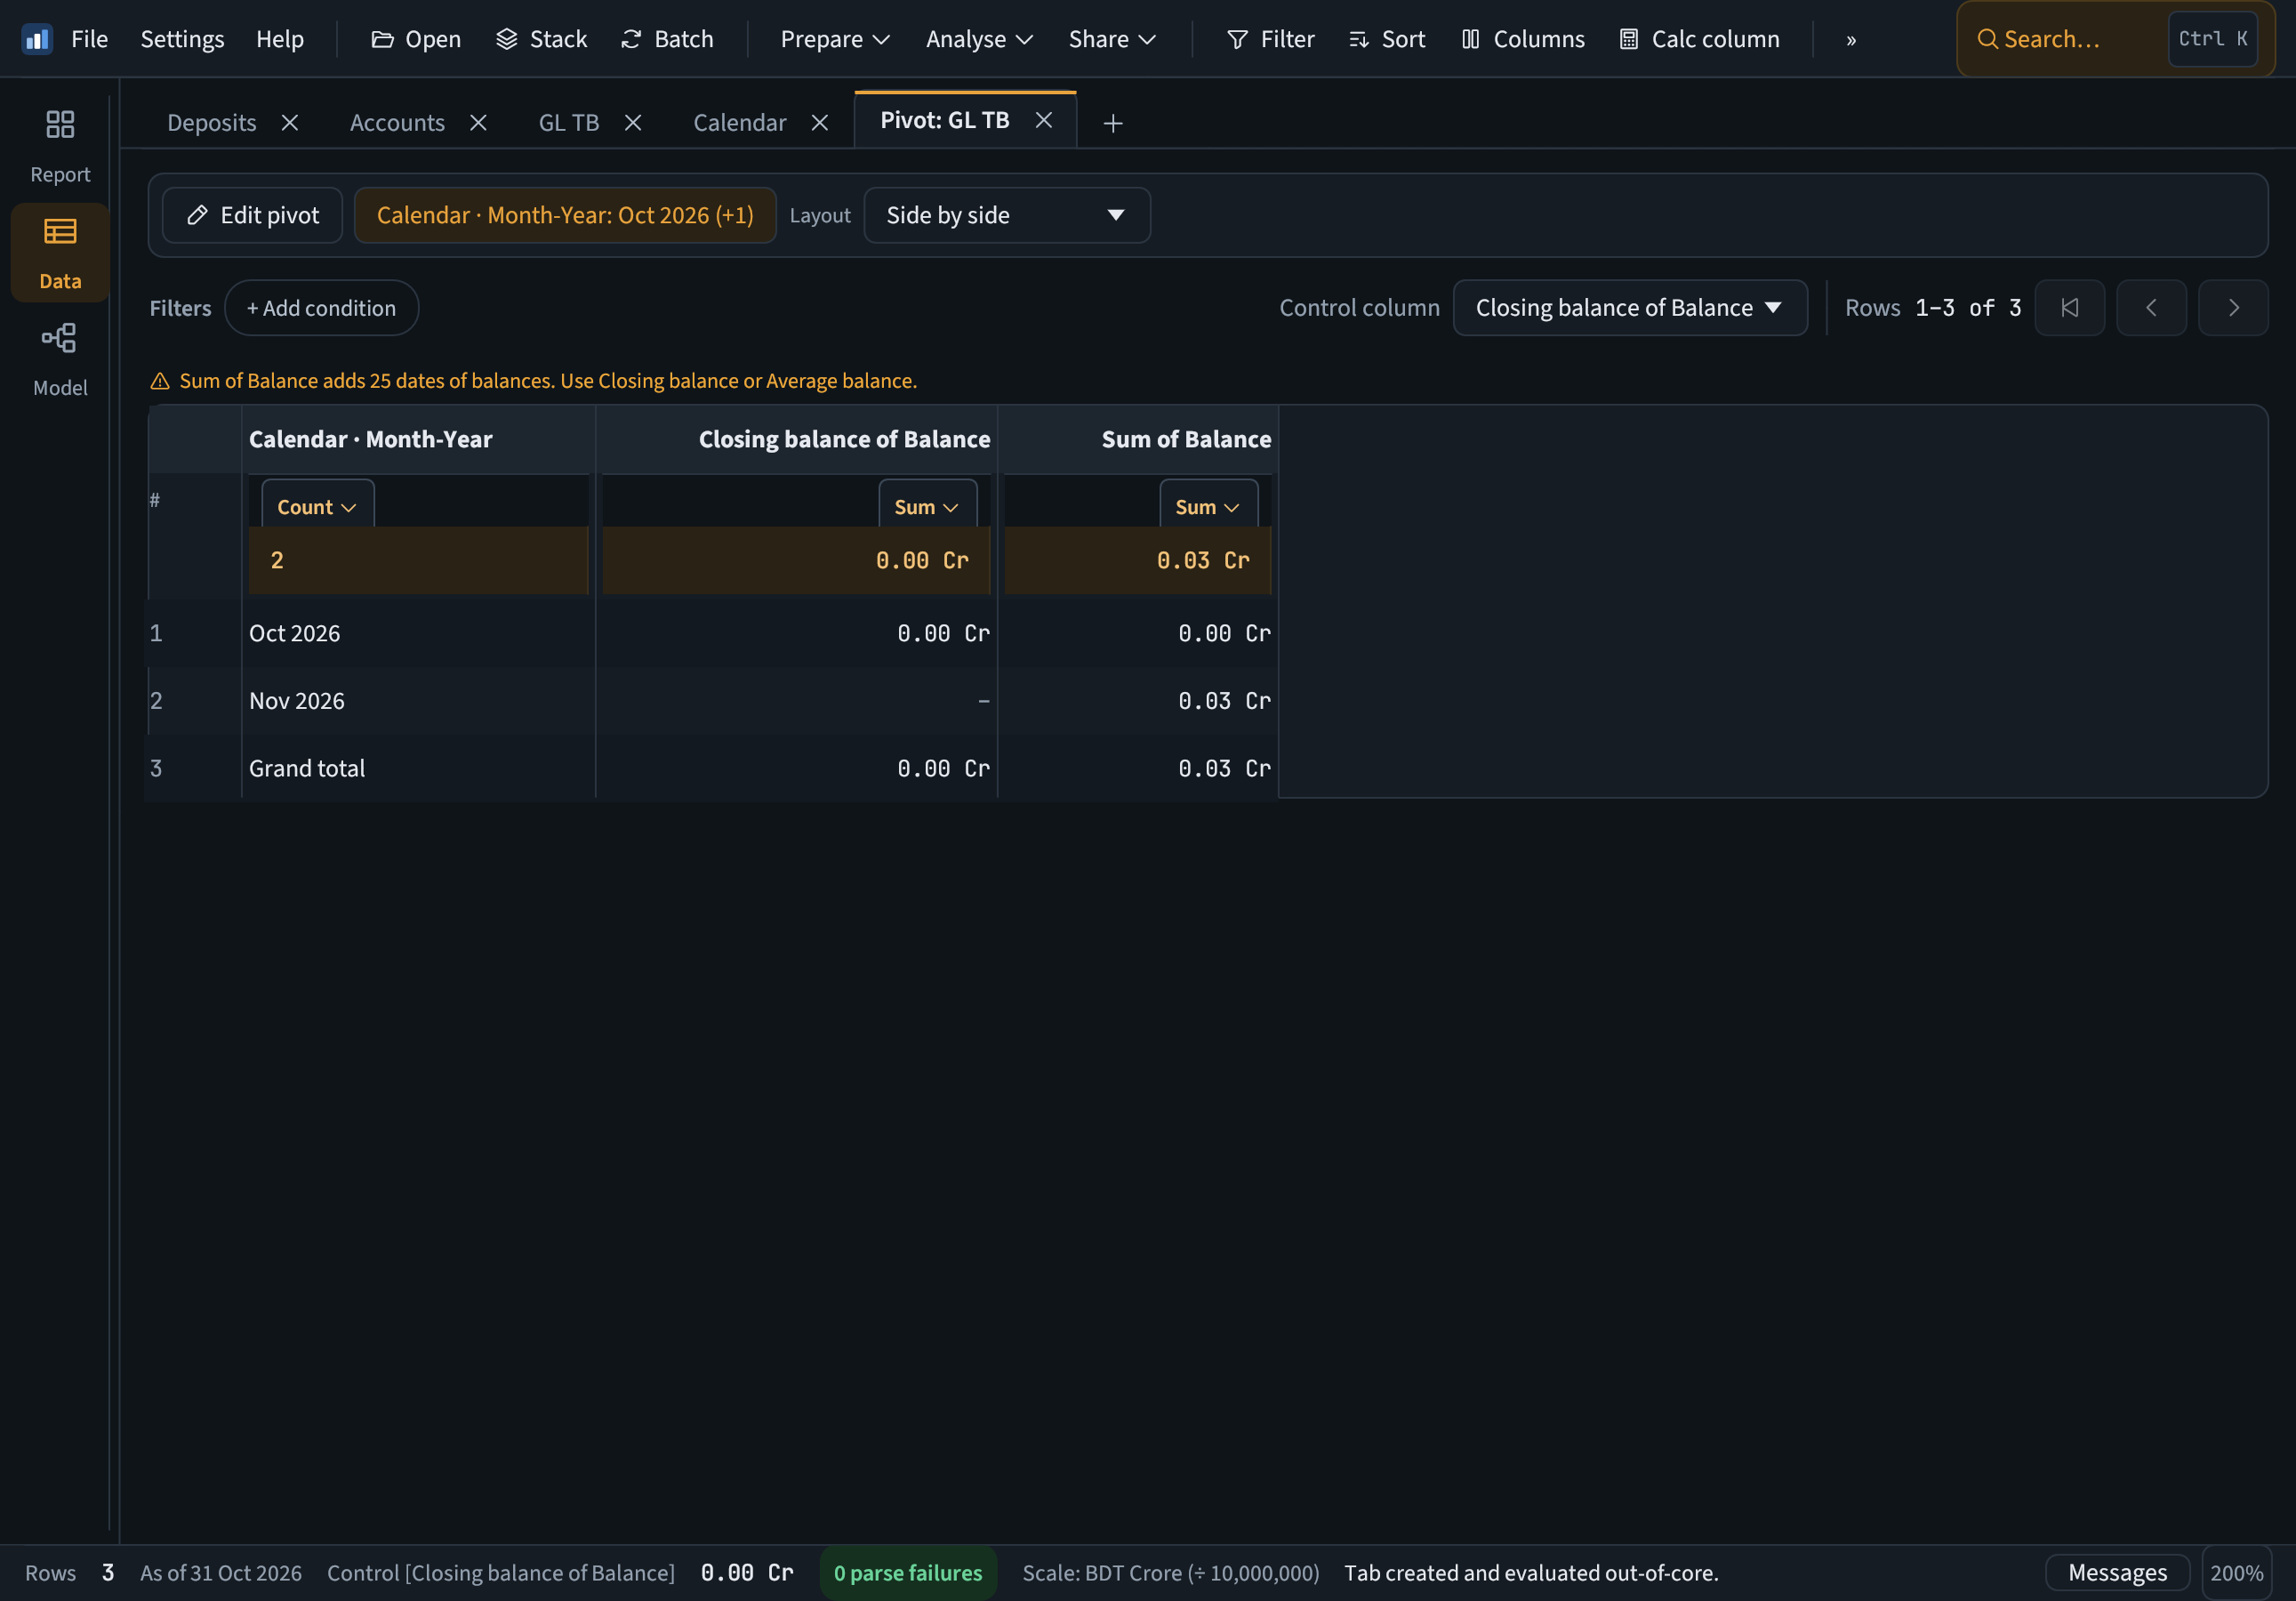 File Settings Help Open Stack Batch Prepare Analyse Share Filter Sort Columns Calc column » Search… Ctrl K
Report
Data
Model
Deposits Accounts GL TB Calendar Pivot: GL TB
Edit pivot Calendar · Month-Year: Oct 2026 (+1) Layout Side by side
Filters + Add condition Control column Closing balance of Balance Rows 1–3 of 3
Sum of Balance adds 25 dates of balances. Use Closing balance or Average balance.
Calendar · Month-Year Closing balance of Balance Sum of Balance
# Count Sum Sum
2 0.00 Cr 0.03 Cr
1 Oct 2026 0.00 Cr 0.00 Cr
2 Nov 2026 – 0.03 Cr
3 Grand total 0.00 Cr 0.03 Cr
Rows 3 As of 31 Oct 2026 Control [Closing balance of Balance] 0.00 Cr 0 parse failures Scale: BDT Crore (÷ 10,000,000) Tab created and evaluated out-of-core. Messages 200%